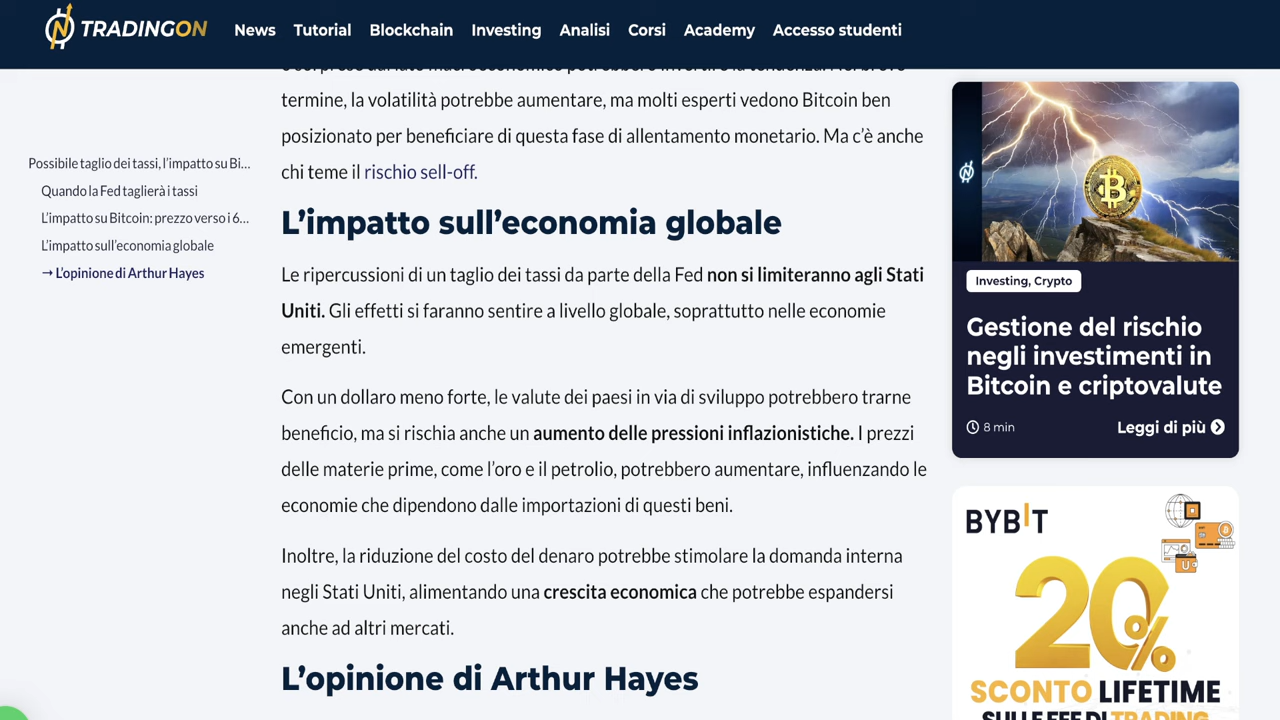 TRADINGON
News Tutorial Blockchain Investing Analisi Corsi Academy Accesso studenti
Possibile taglio dei tassi, l'impatto su Bi...
Quando la Fed taglierà i tassi
L'impatto su Bitcoin: prezzo verso i 6...
L'impatto sull'economia globale
→ L'opinione di Arthur Hayes
termine, la volatilità potrebbe aumentare, ma molti esperti vedono Bitcoin ben
posizionato per beneficiare di questa fase di allentamento monetario. Ma c'è anche
chi teme il rischio sell-off.
L'impatto sull'economia globale
Le ripercussioni di un taglio dei tassi da parte della Fed non si limiteranno agli Stati
Uniti. Gli effetti si faranno sentire a livello globale, soprattutto nelle economie
emergenti.
Con un dollaro meno forte, le valute dei paesi in via di sviluppo potrebbero trarne
beneficio, ma si rischia anche un aumento delle pressioni inflazionistiche. I prezzi
delle materie prime, come l'oro e il petrolio, potrebbero aumentare, influenzando le
economie che dipendono dalle importazioni di questi beni.
Inoltre, la riduzione del costo del denaro potrebbe stimolare la domanda interna
negli Stati Uniti, alimentando una crescita economica che potrebbe espandersi
anche ad altri mercati.
L'opinione di Arthur Hayes
Investing, Crypto
Gestione del rischio
negli investimenti in
Bitcoin e criptovalute
8 min Leggi di più
BYBIT
20%
SCONTO LIFETIME
SULLE FEE DI TRADING